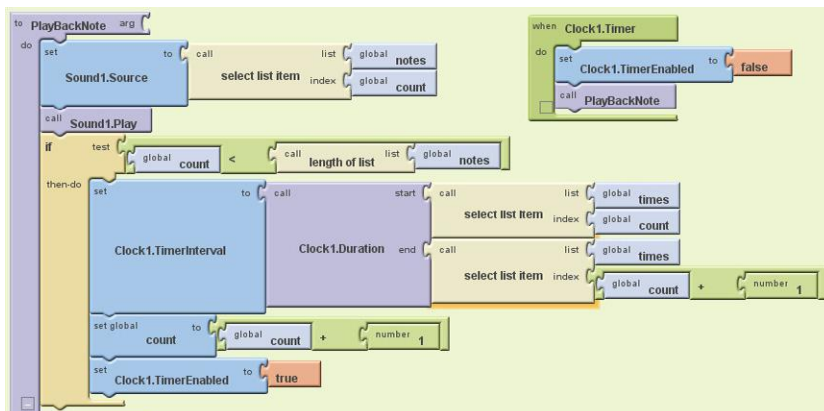 to PlayBackNote arg
do
set Sound1.Source to call select list item list global notes
index global count
call Sound1.Play
if test global count < call length of list list global notes
then-do
set Clock1.TimerInterval to call Clock1.Duration start call select list item list global times
index global count
end call select list item list global times
index global count + number 1
set global count to global count + number 1
set Clock1.TimerEnabled to true
when Clock1.Timer
do
set Clock1.TimerEnabled to false
call PlayBackNote